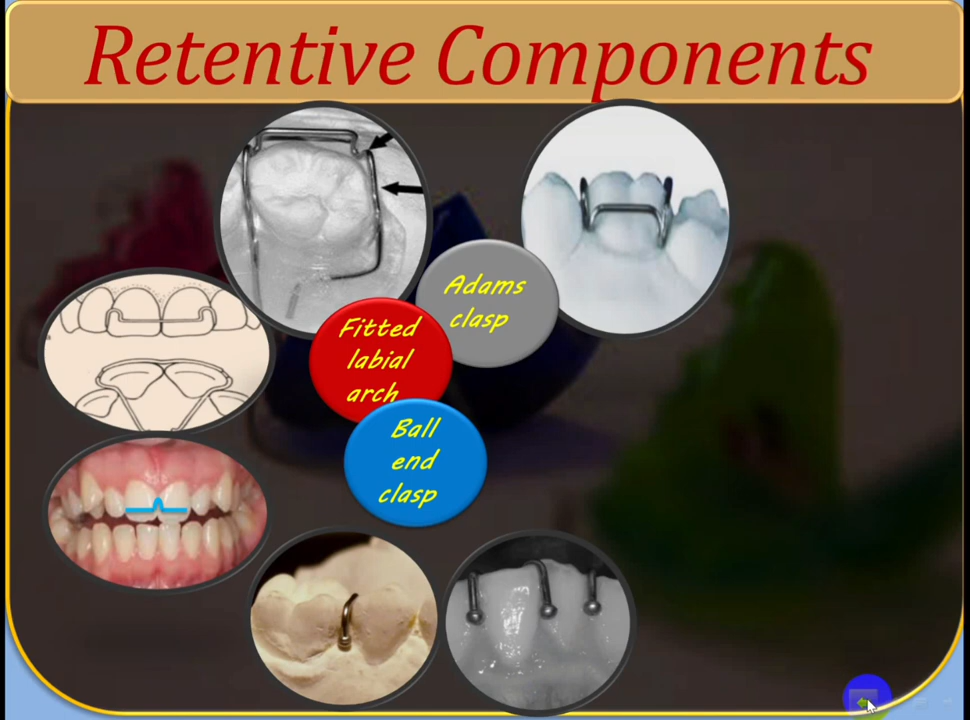 Retentive Components
Adams
clasp
Fitted
labial
arch
Ball
end
clasp